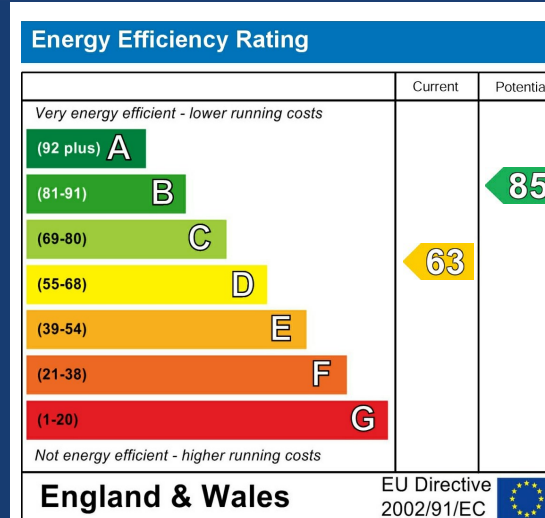 Energy Efficiency Rating
Current Potentia
Very energy efficient - lower running costs
(92 plus) A
(81-91) B
85
(69-80) C
63
(55-68) D
(39-54) E
(21-38) F
(1-20) G
Not energy efficient - higher running costs
England & Wales
EU Directive
2002/91/EC